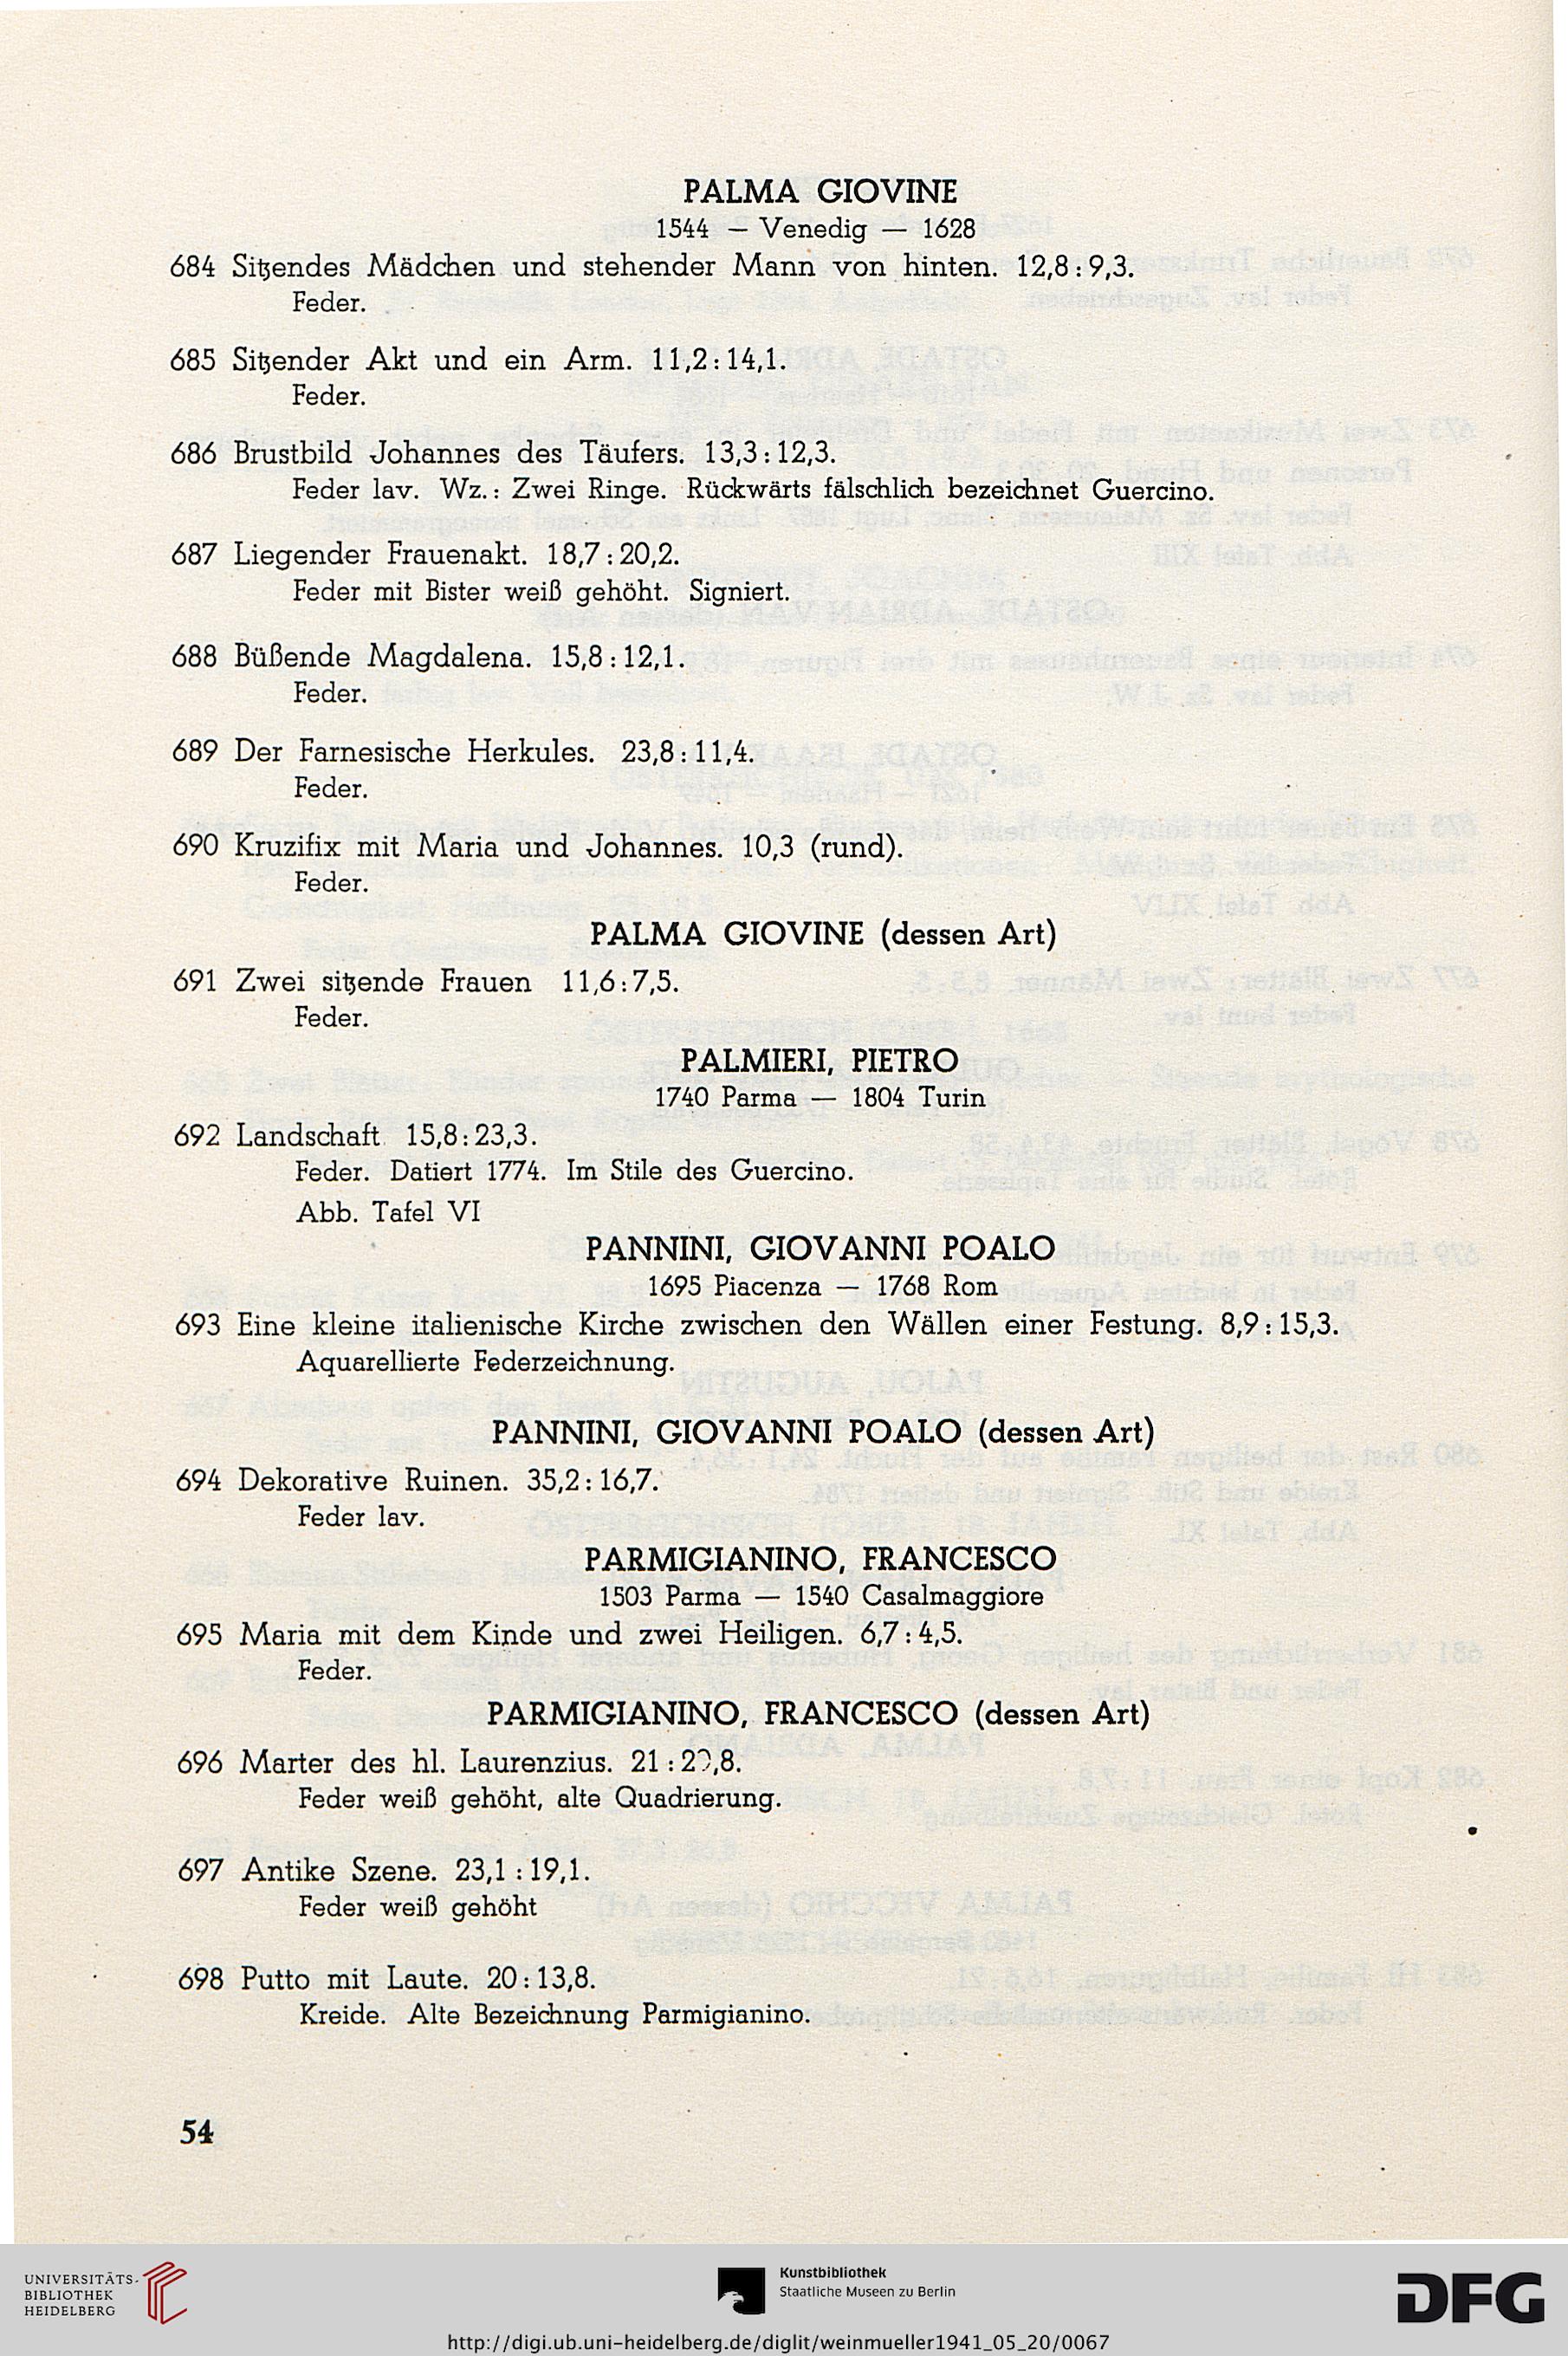 PALMA GIOVINE
1544 — Venedig — 1628
684 Sitzendes Mädchen und stehender Mann von hinten. 12,8 : 9,3.
Feder.
685 Sitzender Akt und ein Arm. 11,2 : 14,1.
Feder.
686 Brustbild Johannes des Täufers. 13,3 : 12,3.
Feder lav. Wz.: Zwei Ringe. Rückwärts fälschlich bezeichnet Guercino.
687 Liegender Frauenakt. 18,7 : 20,2.
Feder mit Bister weiß gehöht. Signiert.
688 Büßende Magdalena. 15,8 : 12,1.
Feder.
689 Der Farnesische Herkules. 23,8 : 11,4.
Feder.
690 Kruzifix mit Maria und Johannes. 10,3 (rund).
Feder.
PALMA GIOVINE (dessen Art)
691 Zwei sitzende Frauen 11,6 : 7,5.
Feder.
PALMIERI, PIETRO
1740 Parma — 1804 Turin
692 Landschaft 15,8 : 23,3.
Feder. Datiert 1774. Im Stile des Guercino.
Abb. Tafel VI
PANNINI, GIOVANNI POALO
1695 Piacenza — 1768 Rom
693 Eine kleine italienische Kirche zwischen den Wällen einer Festung. 8,9 : 15,3.
Aquarellierte Federzeichnung.
PANNINI, GIOVANNI POALO (dessen Art)
694 Dekorative Ruinen. 35,2 : 16,7.
Feder lav.
PARMIGIANINO, FRANCESCO
1503 Parma — 1540 Casalmaggiore
695 Maria mit dem Kinde und zwei Heiligen. 6,7 : 4,5.
Feder.
PARMIGIANINO, FRANCESCO (dessen Art)
696 Marter des hl. Laurenzius. 21 :
Feder weiß gehöht, alte Quadrierung.
697 Antike Szene. 23,1 : 19,1.
Feder weiß gehöht
698 Putto mit Laute. 20 : 13,8.
Kreide. Alte Bezeichnung Parmigianino.
54
UNIVERSITÄTS-
BIBLIOTHEK
HEIDELBERG
Kunstbibliothek
Staatliche Museen zu Berlin
DFG
http://digi.ub.uni-heidelberg.de/diglit/weinmueller1941_05_20/0067